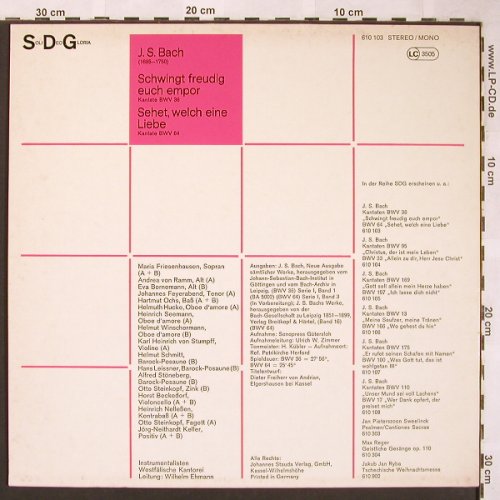 30 cm
20 cm
10 cm
SOLI DEO GLORIA
J. S. Bach
(1685–1750)
Schwingt freudig
euch empor
Kantate BWV 36
Sehet, welch eine
Liebe
Kantate BWV 64
610 103 STEREO / MONO
LC 3505
www.LP-CD.de
10 cm
20 cm
30 cm
In der Reihe SDG erscheinen u. a.:
J. S. Bach
Kantaten BWV 36
„Schwingt freudig euch empor“
BWV 64 „Sehet, welch eine Liebe“
610 103
J. S. Bach
Kantaten BWV 95
„Christus, der ist mein Leben“
BWV 33 „Allein zu dir, Herr Jesu Christ“
610 104
J. S. Bach
Kantaten BWV 169
„Gott soll allein mein Herze haben“
BWV 197 „Ich lasse dich nicht“
610 105
J. S. Bach
Kantaten BWV 13
„Meine Seufzer, meine Tränen“
BWV 166 „Wo gehest du hin“
610 106
J. S. Bach
Kantaten BWV 175
„Er rufet seinen Schafen mit Namen“
BWV 100 „Was Gott tut, das ist
wohlgetan III“
610 107
J. S. Bach
Kantaten BWV 110
„Unser Mund sei voll Lachens“
BWV 17 „Wer Dank opfert, der
preiset mich“
610 108
Jan Pieterszoon Sweelinck
Psalmen/Cantiones Sacrae
610 303
Max Reger
Geistliche Gesänge op. 110
610 304
Jakub Jan Ryba
Tschechische Weihnachtsmesse
610 902
Maria Friesenhausen, Sopran
(A + B)
Andrea von Ramm, Alt (A)
Eva Bornemann, Alt (B)
Johannes Feyerabend, Tenor (A)
Hartmut Ochs, Baß (A + B)
Helmuth Hucke, Oboe d'amore (A)
Heinrich Seemann,
Oboe d'amore (A)
Helmut Winschermann,
Oboe d'amore (B)
Karl Heinrich von Stumpff,
Violine (A)
Helmut Schmitt,
Barock-Posaune (B)
Hans Leissner, Barock-Posaune (B)
Alfred Stöneberg,
Barock-Posaune (B)
Otto Steinkopf, Zink (B)
Horst Beckedorf,
Violoncello (A + B)
Heinrich Nelleßen,
Kontrabaß (A + B)
Otto Steinkopf, Fagott (A)
Jörg-Neithardt Keller,
Positiv (A + B)
Instrumentalisten
Westfälische Kantorei
Leitung: Wilhelm Ehmann
Ausgaben: J. S. Bach, Neue Ausgabe
sämtlicher Werke, herausgegeben vom
Johann-Sebastian-Bach-Institut in
Göttingen und vom Bach-Archiv in
Leipzig. (BWV 36) Serie I, Band 1
(BA 5002) (BWV 64) Serie I, Band 3
(in Vorbereitung); J. S. Bachs Werke,
herausgegeben von der
Bach Gesellschaft zu Leipzig 1851–1899,
Verlag Breitkopf & Härtel, (Band 16)
(BWV 64)
Aufnahme: Sonopress Gütersloh
Aufnahmeleitung: Ulrich W. Zimmer
Tonmeister: H. Kübler – Aufnahmeort:
Ref. Petrikirche Herford
Titelentwurf:
Dieter Freiherr von Andrian,
Elgershausen bei Kassel
Alle Rechte:
Johannes Stauda Verlag, GmbH,
Kassel-Wilhelmshöhe
Printed in Germany